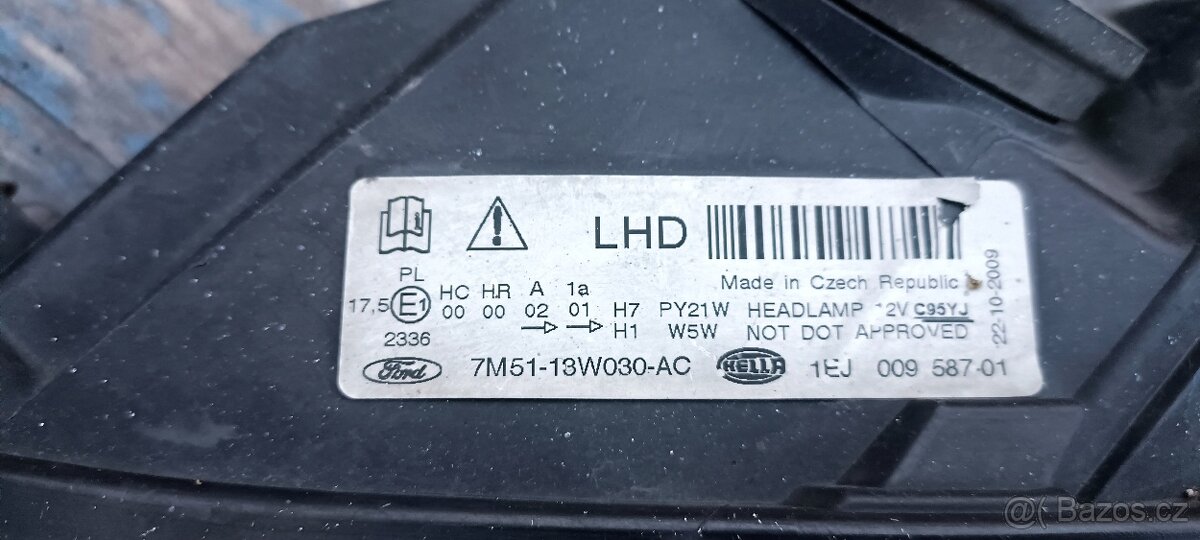 LHD
Made in Czech Republic
PL
17,5 E1 HC HR A 1a
00 00 02 01 H7 PY21W HEADLAMP 12V C95YJ
2336 H1 W5W NOT DOT APPROVED
Ford 7M51-13W030-AC HELLA 1EJ 009 587-01
22-10-2009
@ Bazos.cz